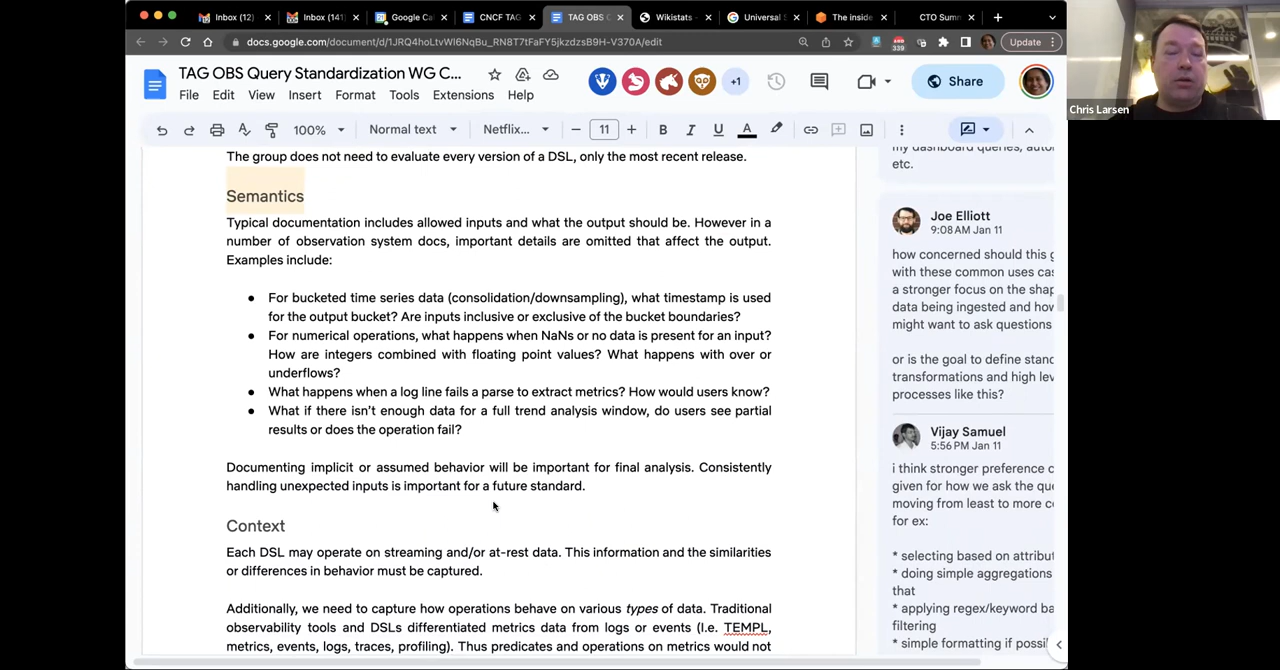 Inbox (12)
Inbox (141)
Google Ca
CNCF TAG
TAG OBS
Wikistats -
Universal S
The inside
CTO Sum
docs.google.com/document/d/1JRQ4hoLtvWl6NqBu_RN8T7tFaFY5jkzdzsB9H-V370A/edit
339
Update
Chris Larsen
TAG OBS Query Standardization WG C...
File Edit View Insert Format Tools Extensions Help
+1
Share
100%
Normal text
Netflix...
11
B I U A
The group does not need to evaluate every version of a DSL, only the most recent release.
Semantics
Typical documentation includes allowed inputs and what the output should be. However in a
number of observation system docs, important details are omitted that affect the output.
Examples include:
● For bucketed time series data (consolidation/downsampling), what timestamp is used
for the output bucket? Are inputs inclusive or exclusive of the bucket boundaries?
● For numerical operations, what happens when NaNs or no data is present for an input?
How are integers combined with floating point values? What happens with over or
underflows?
● What happens when a log line fails a parse to extract metrics? How would users know?
● What if there isn't enough data for a full trend analysis window, do users see partial
results or does the operation fail?
Documenting implicit or assumed behavior will be important for final analysis. Consistently
handling unexpected inputs is important for a future standard.
Context
Each DSL may operate on streaming and/or at-rest data. This information and the similarities
or differences in behavior must be captured.
Additionally, we need to capture how operations behave on various types of data. Traditional
observability tools and DSLs differentiated metrics data from logs or events (I.e. TEMPL,
metrics, events, logs, traces, profiling). Thus predicates and operations on metrics would not
my dashboard queries, auto
etc.
Joe Elliott
9:08 AM Jan 11
how concerned should this g
with these common uses cas
a stronger focus on the shap
data being ingested and how
might want to ask questions
or is the goal to define stand
transformations and high lev
processes like this?
Vijay Samuel
5:56 PM Jan 11
i think stronger preference c
given for how we ask the que
moving from least to more co
for ex:
* selecting based on attribut
* doing simple aggregations
that
* applying regex/keyword ba
filtering
* simple formatting if possil